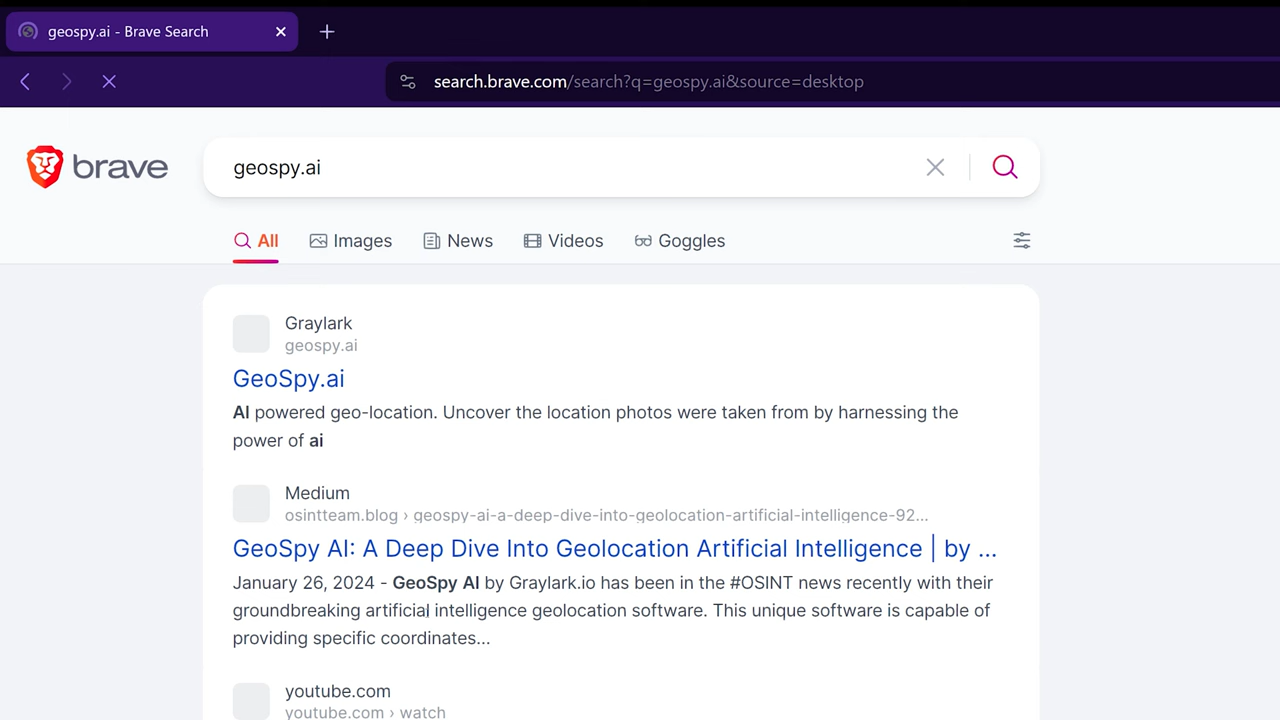 geospy.ai - Brave Search
search.brave.com/search?q=geospy.ai&source=desktop
brave
geospy.ai
All Images News Videos Goggles
Graylark
geospy.ai
GeoSpy.ai
AI powered geo-location. Uncover the location photos were taken from by harnessing the
power of ai
Medium
osintteam.blog › geospy-ai-a-deep-dive-into-geolocation-artificial-intelligence-92...
GeoSpy AI: A Deep Dive Into Geolocation Artificial Intelligence | by ...
January 26, 2024 - GeoSpy AI by Graylark.io has been in the #OSINT news recently with their
groundbreaking artificial intelligence geolocation software. This unique software is capable of
providing specific coordinates...
youtube.com
youtube.com › watch